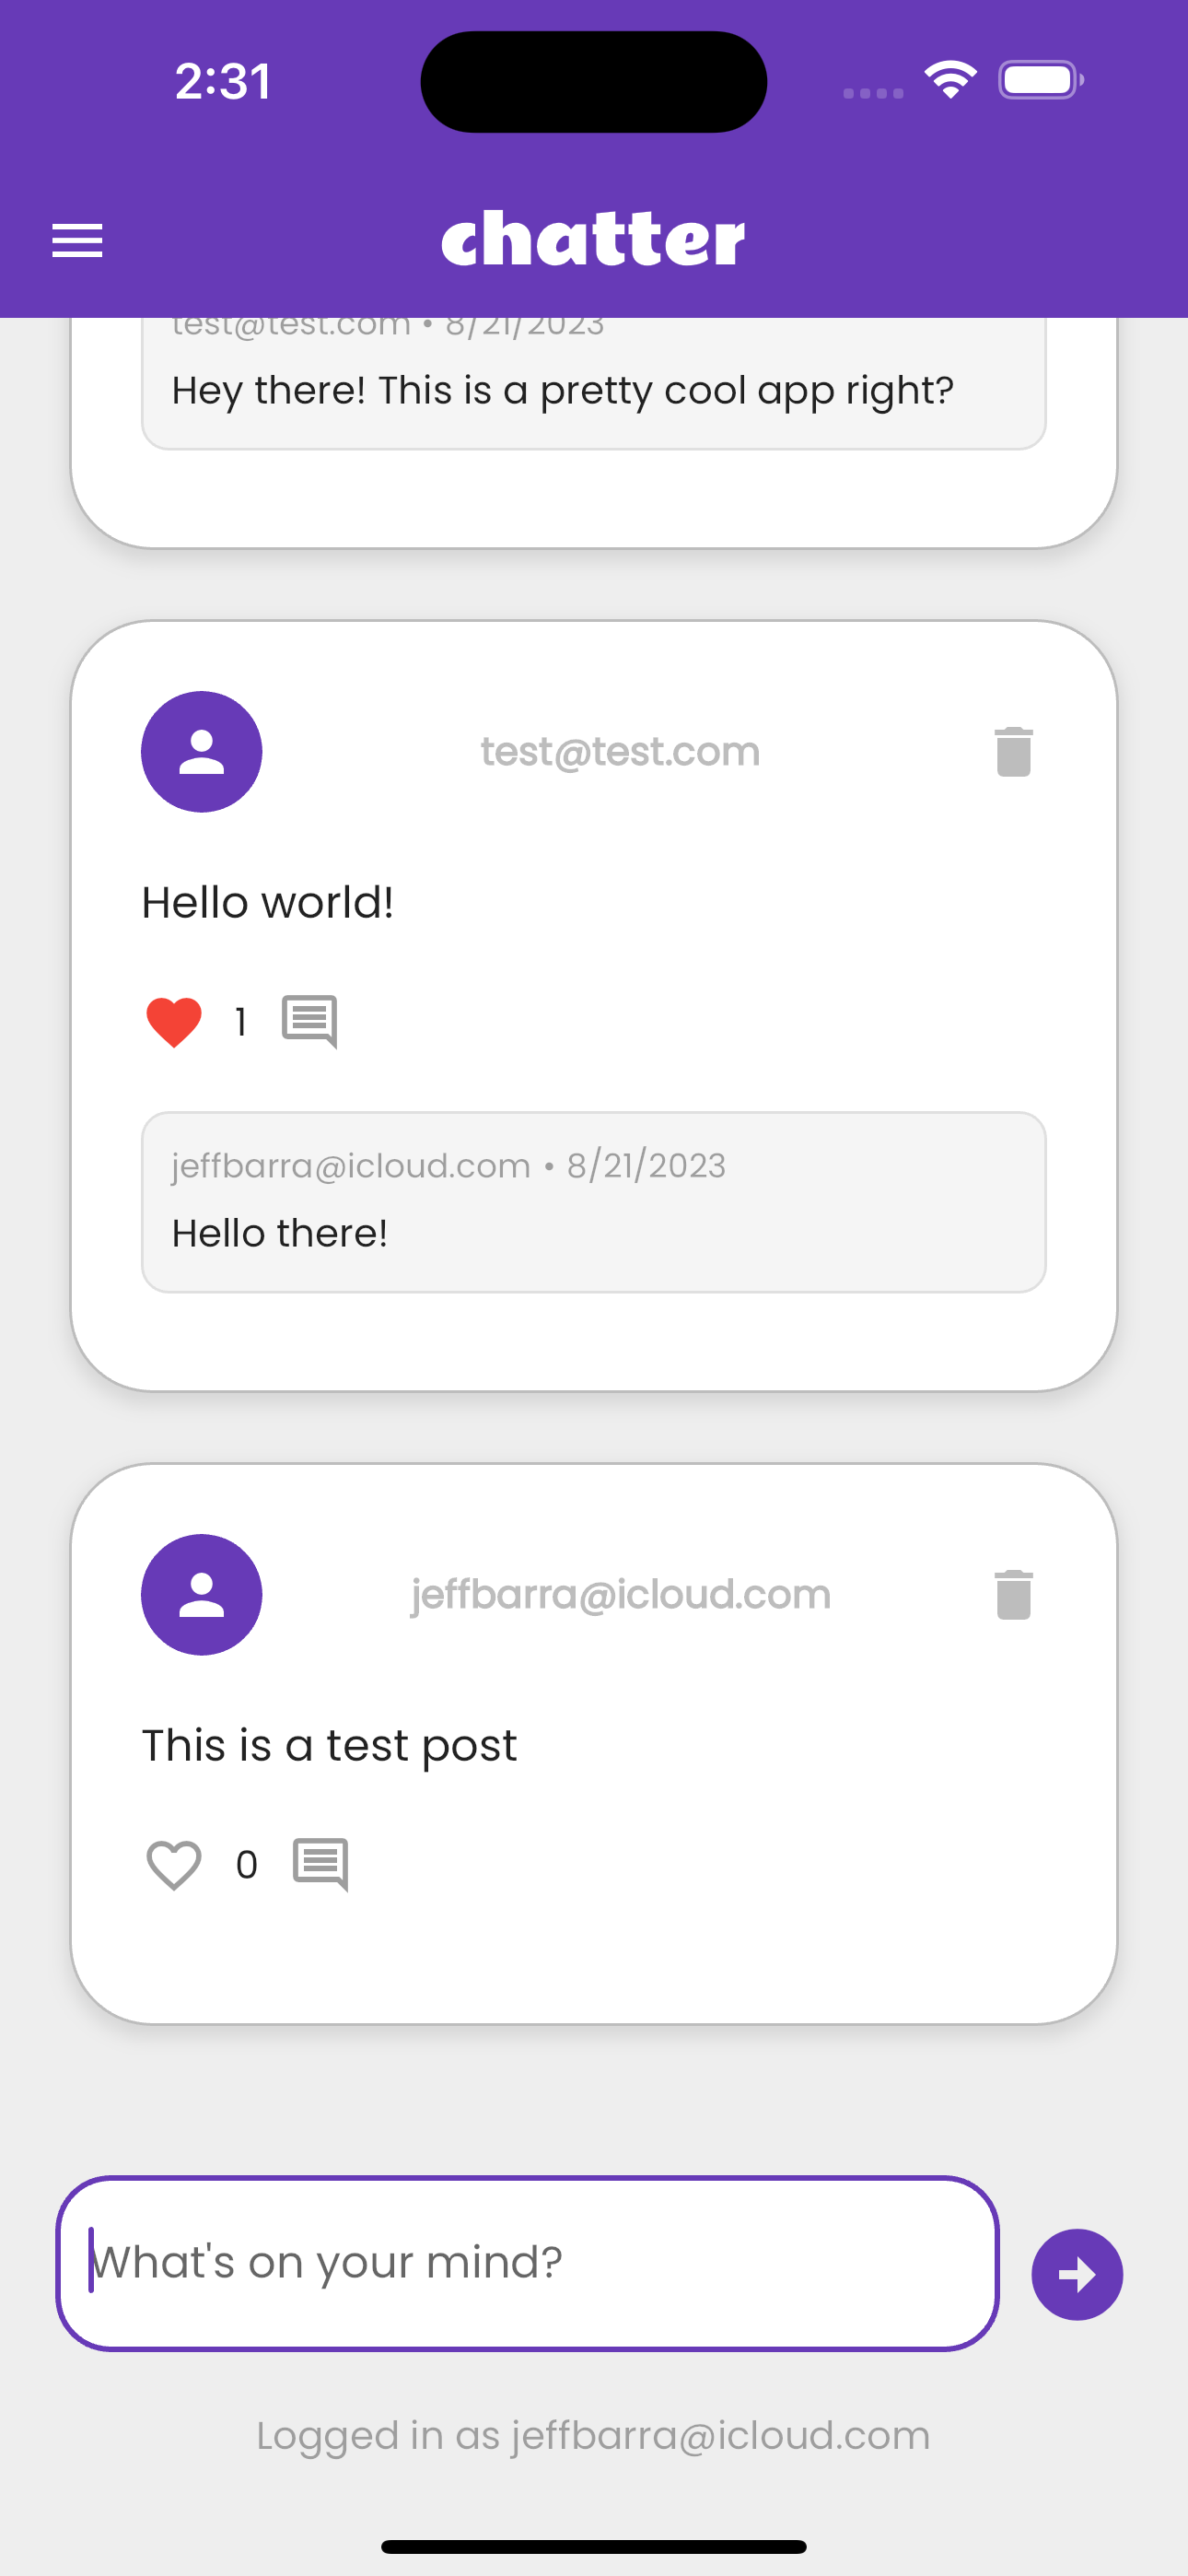 2:31
chatter
test@test.com • 8/21/2023
Hey there! This is a pretty cool app right?
test@test.com
Hello world!
1
jeffbarra@icloud.com • 8/21/2023
Hello there!
jeffbarra@icloud.com
This is a test post
0
What's on your mind?
Logged in as jeffbarra@icloud.com